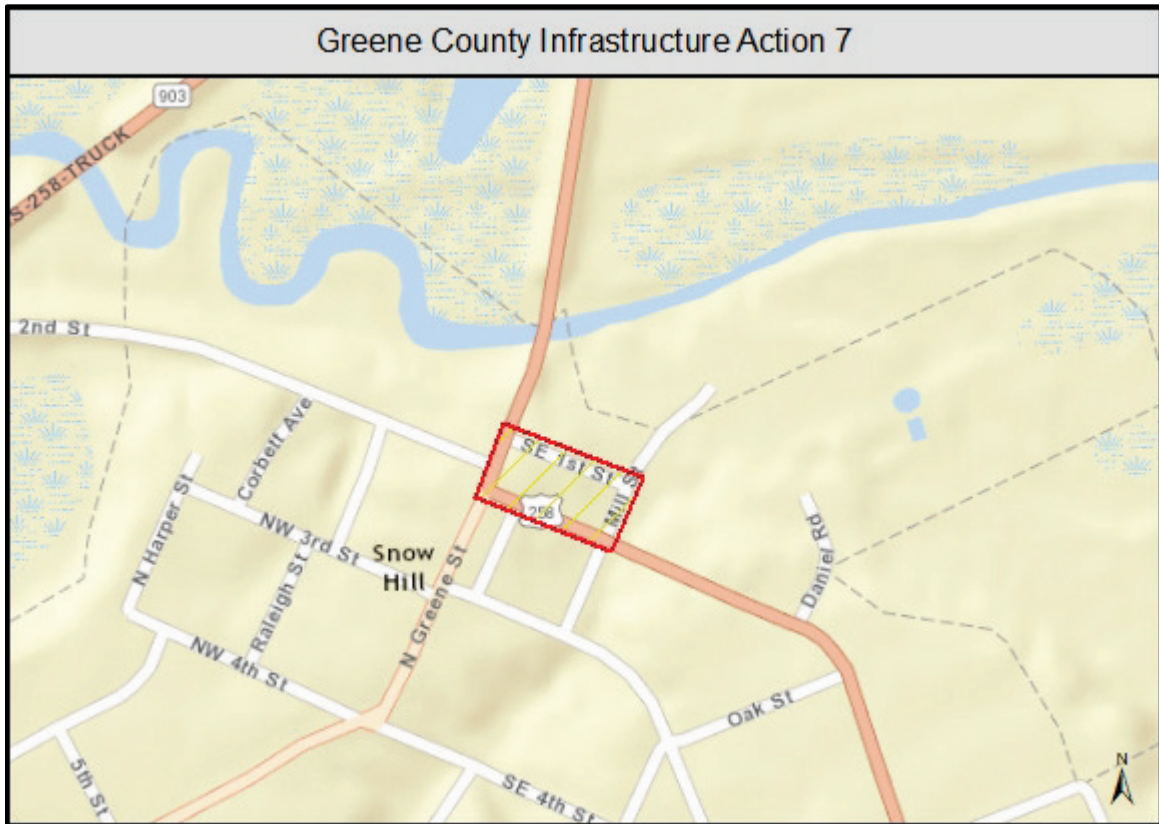 Greene County Infrastructure Action 7
903
S-258-TRUCK
2nd St
Corbett Ave
SE 1st St
Mill St
258
N Harper St
NW 3rd St
Snow
Hill
Daniel Rd
Raleigh St
N Greene St
NW 4th St
Oak St
5th St
SE 4th St
N